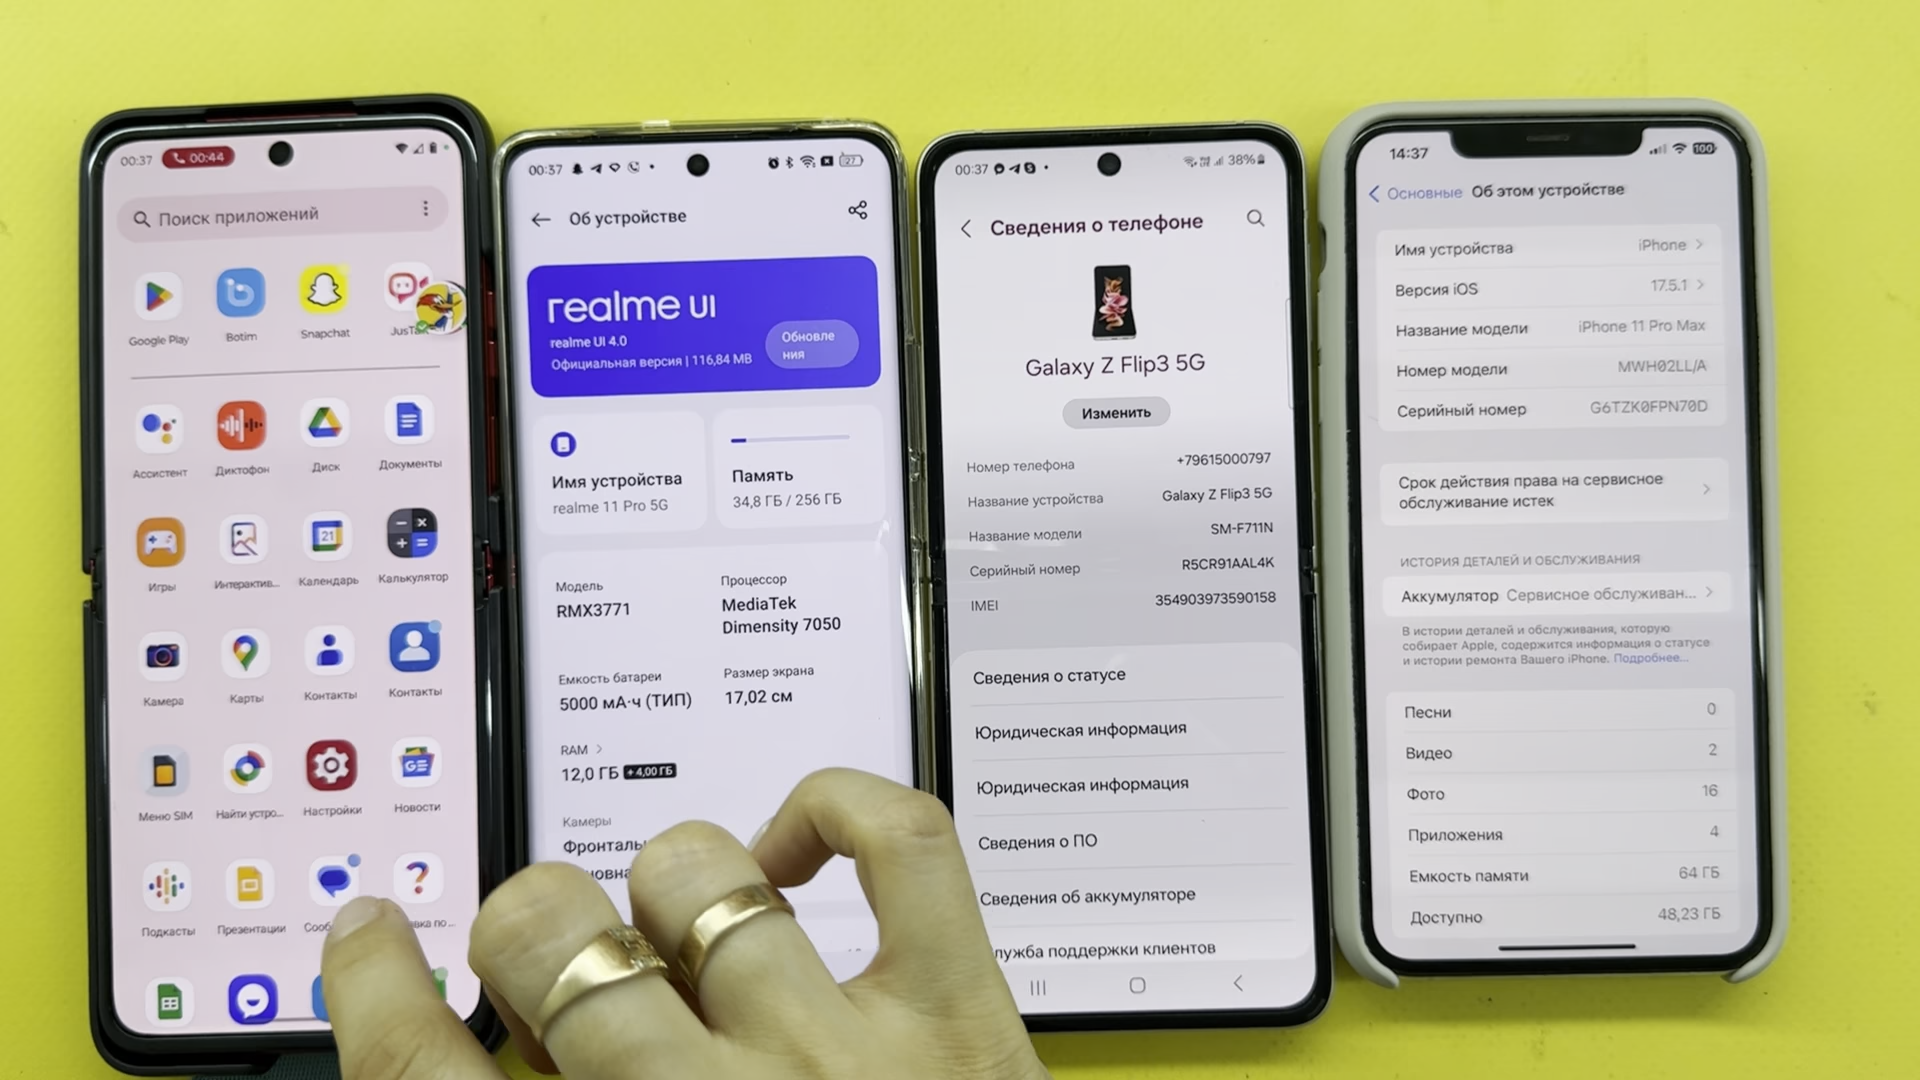 00:37 00:44
Поиск приложений
Google Play Botim Snapchat
Ассистент Диктофон Диск Документы
Игры Интерактив... Календарь Калькулятор
21
Камера Карты Контакты Контакты
Меню SIM Найти устро... Настройки Новости
Подкасты Презентации
00:37
27
Об устройстве
realme UI
realme UI 4.0
Официальная версия | 116,84 MB
Обновле
ния
Имя устройства
realme 11 Pro 5G
Память
34,8 ГБ / 256 ГБ
Модель
RMX3771
Процессор
MediaTek
Dimensity 7050
Емкость батареи
5000 мА·ч (ТИП)
Размер экрана
17,02 см
RAM >
12,0 ГБ + 4,00 ГБ
Камеры
00:37 38%
Сведения о телефоне
Galaxy Z Flip3 5G
Изменить
Номер телефона +79615000797
Название устройства Galaxy Z Flip3 5G
Название модели SM-F711N
Серийный номер R5CR91AAL4K
IMEI 354903973590158
Сведения о статусе
Юридическая информация
Юридическая информация
Сведения о ПО
Сведения об аккумуляторе
лужба поддержки клиентов
14:37 100
Основные Об этом устройстве
Имя устройства iPhone >
Версия iOS 17.5.1 >
Название модели iPhone 11 Pro Max
Номер модели MWH02LL/A
Серийный номер G6TZK0FPN70D
Срок действия права на сервисное
обслуживание истек
ИСТОРИЯ ДЕТАЛЕЙ И ОБСЛУЖИВАНИЯ
Аккумулятор Сервисное обслуживан... >
В истории деталей и обслуживания, которую
собирает Apple, содержится информация о статусе
и истории ремонта Вашего iPhone. Подробнее...
Песни 0
Видео 2
Фото 16
Приложения 4
Емкость памяти 64 ГБ
Доступно 48,23 ГБ